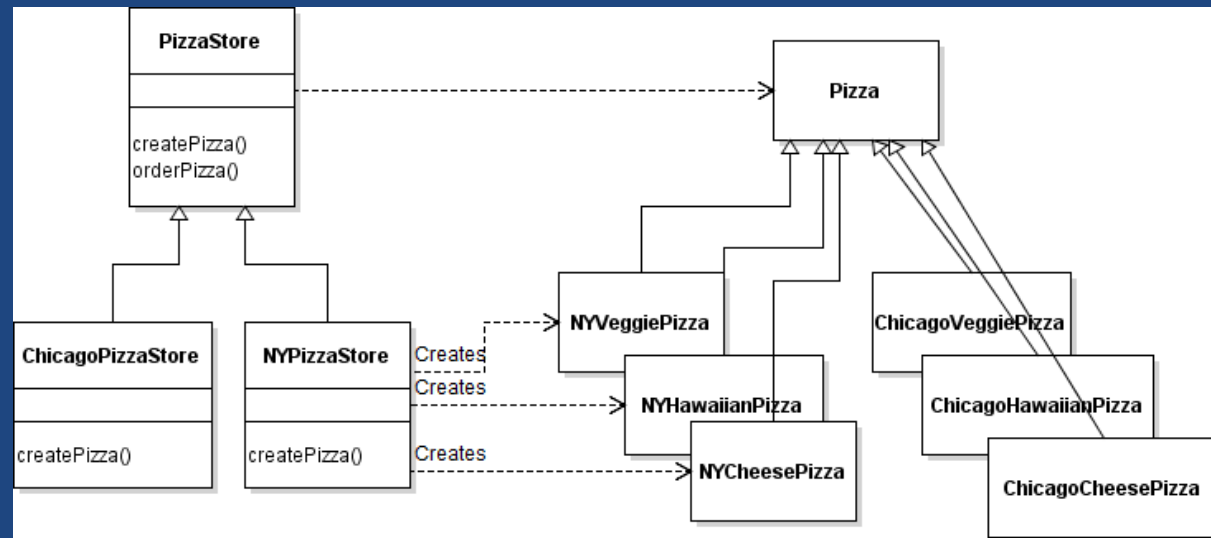 PizzaStore
createPizza()
orderPizza()
Pizza
ChicagoPizzaStore
createPizza()
NYPizzaStore
createPizza()
Creates
Creates
Creates
NYVeggiePizza
NYHawaiianPizza
NYCheesePizza
ChicagoVeggiePizza
ChicagoHawaiianPizza
ChicagoCheesePizza